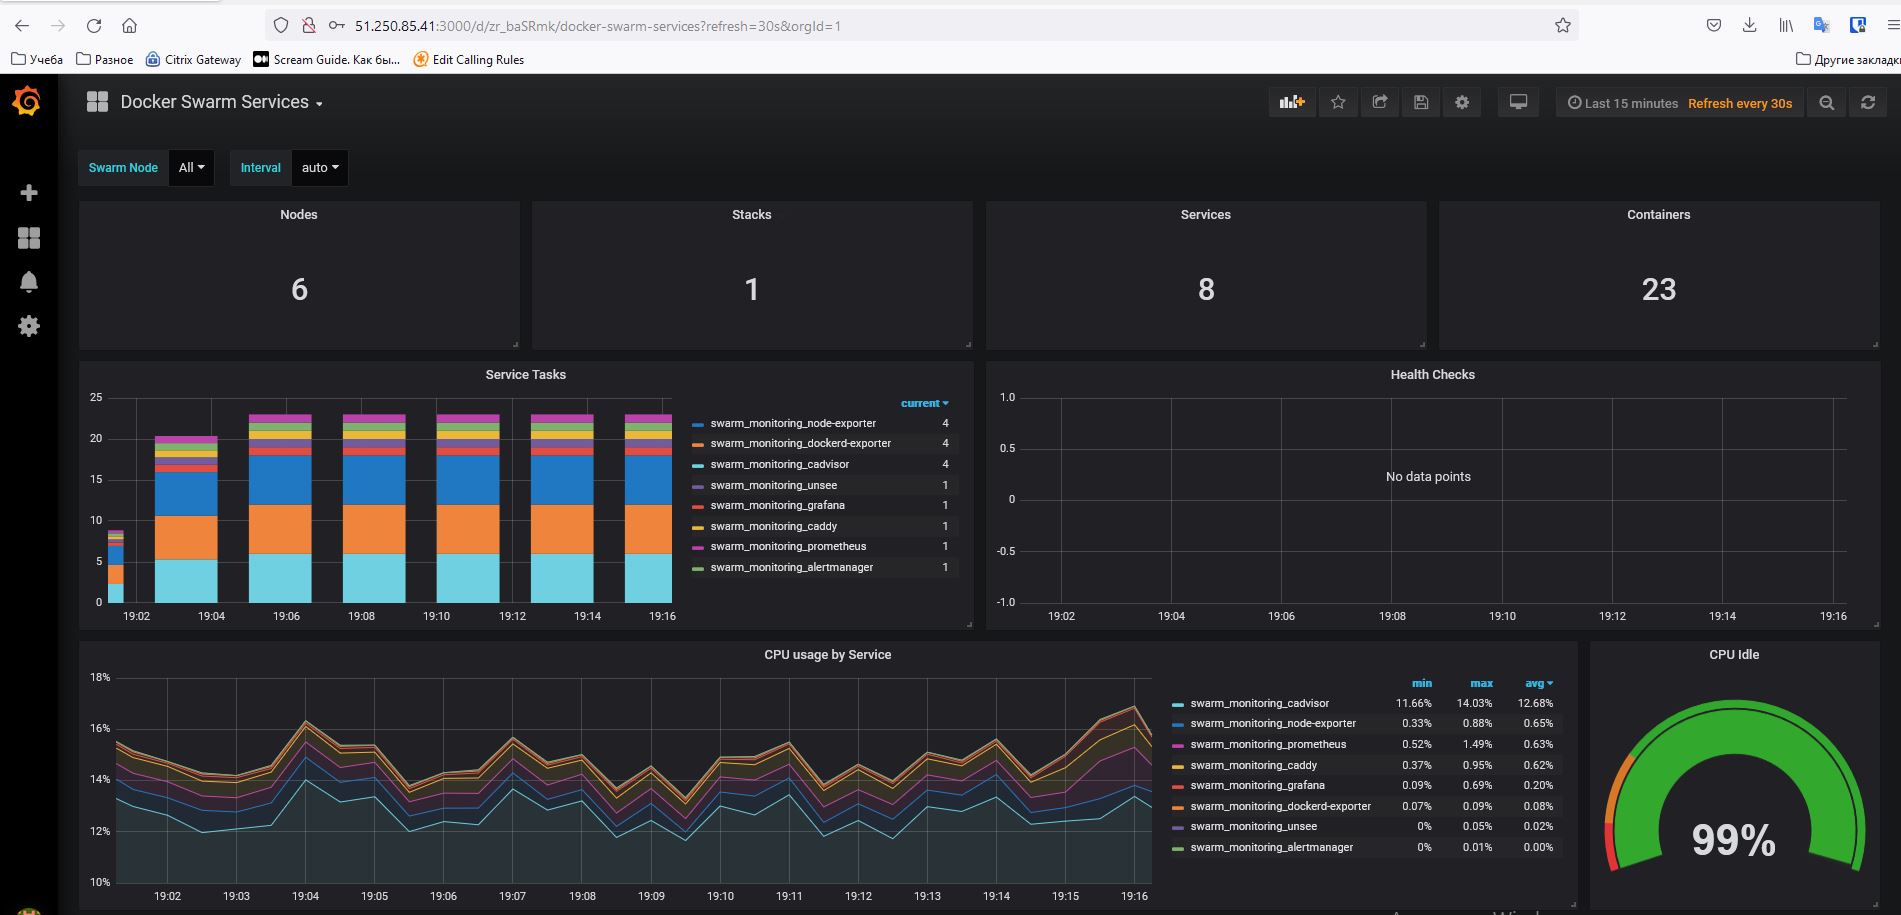 51.250.85.41:3000/d/zr_baSRmk/docker-swarm-services?refresh=30s&orgId=1
Учеба Разное Citrix Gateway Scream Guide. Как бы... Edit Calling Rules Другие закладки
Docker Swarm Services
Last 15 minutes Refresh every 30s
Swarm Node All Interval auto
Nodes Stacks Services Containers
6 1 8 23
Service Tasks
25
20
15
10
5
0
19:02 19:04 19:06 19:08 19:10 19:12 19:14 19:16
current
swarm_monitoring_node-exporter 4
swarm_monitoring_dockerd-exporter 4
swarm_monitoring_cadvisor 4
swarm_monitoring_unsee 1
swarm_monitoring_grafana 1
swarm_monitoring_caddy 1
swarm_monitoring_prometheus 1
swarm_monitoring_alertmanager 1
Health Checks
1.0
0.5
0
-0.5
-1.0
No data points
19:02 19:04 19:06 19:08 19:10 19:12 19:14 19:16
CPU usage by Service
18%
16%
14%
12%
10%
19:02 19:03 19:04 19:05 19:06 19:07 19:08 19:09 19:10 19:11 19:12 19:13 19:14 19:15 19:16
min max avg
swarm_monitoring_cadvisor 11.66% 14.03% 12.68%
swarm_monitoring_node-exporter 0.33% 0.88% 0.65%
swarm_monitoring_prometheus 0.52% 1.49% 0.63%
swarm_monitoring_caddy 0.37% 0.95% 0.62%
swarm_monitoring_grafana 0.09% 0.69% 0.20%
swarm_monitoring_dockerd-exporter 0.07% 0.09% 0.08%
swarm_monitoring_unsee 0% 0.05% 0.02%
swarm_monitoring_alertmanager 0% 0.01% 0.00%
CPU Idle
99%